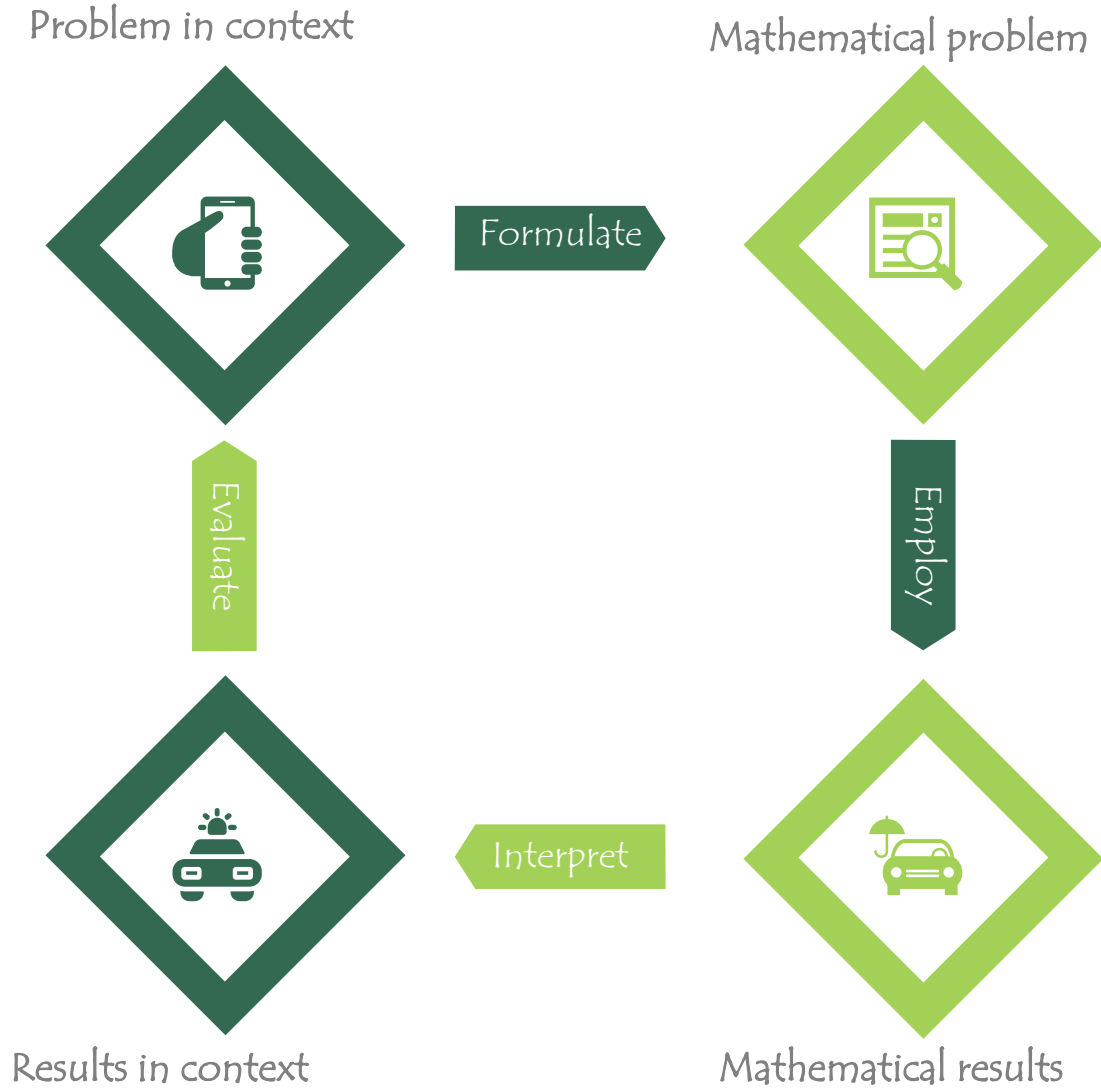 Problem in context
Mathematical problem
Formulate
Evaluate
Employ
Interpret
Results in context
Mathematical results